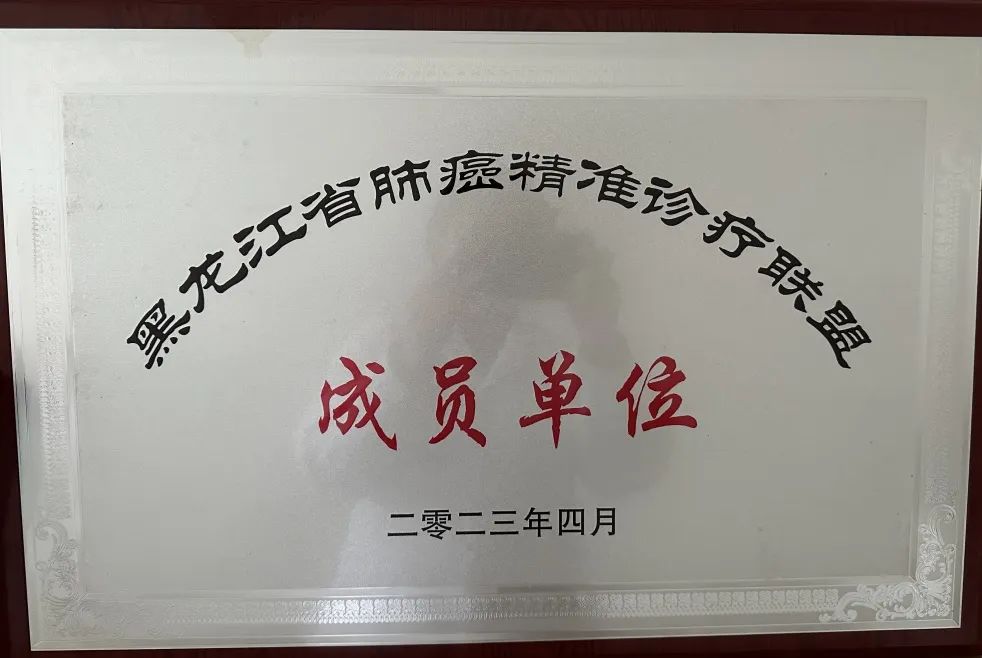 黑龙江省肺癌精准诊疗联盟
成员单位
二零二三年四月